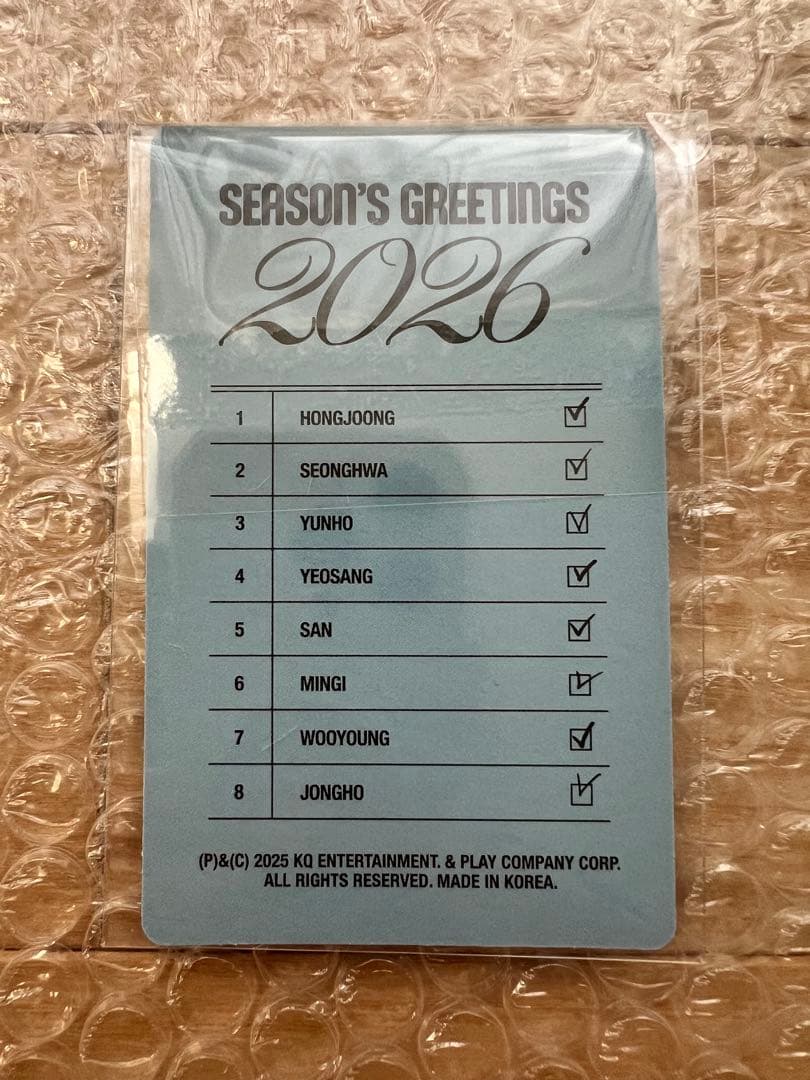 SEASON'S GREETINGS
2026
1 HONGJOONG
2 SEONGHWA
3 YUNHO
4 YEOSANG
5 SAN
6 MINGI
7 WOOYOUNG
8 JONGHO
(P)&(C) 2025 KQ ENTERTAINMENT. & PLAY COMPANY CORP.
ALL RIGHTS RESERVED. MADE IN KOREA.